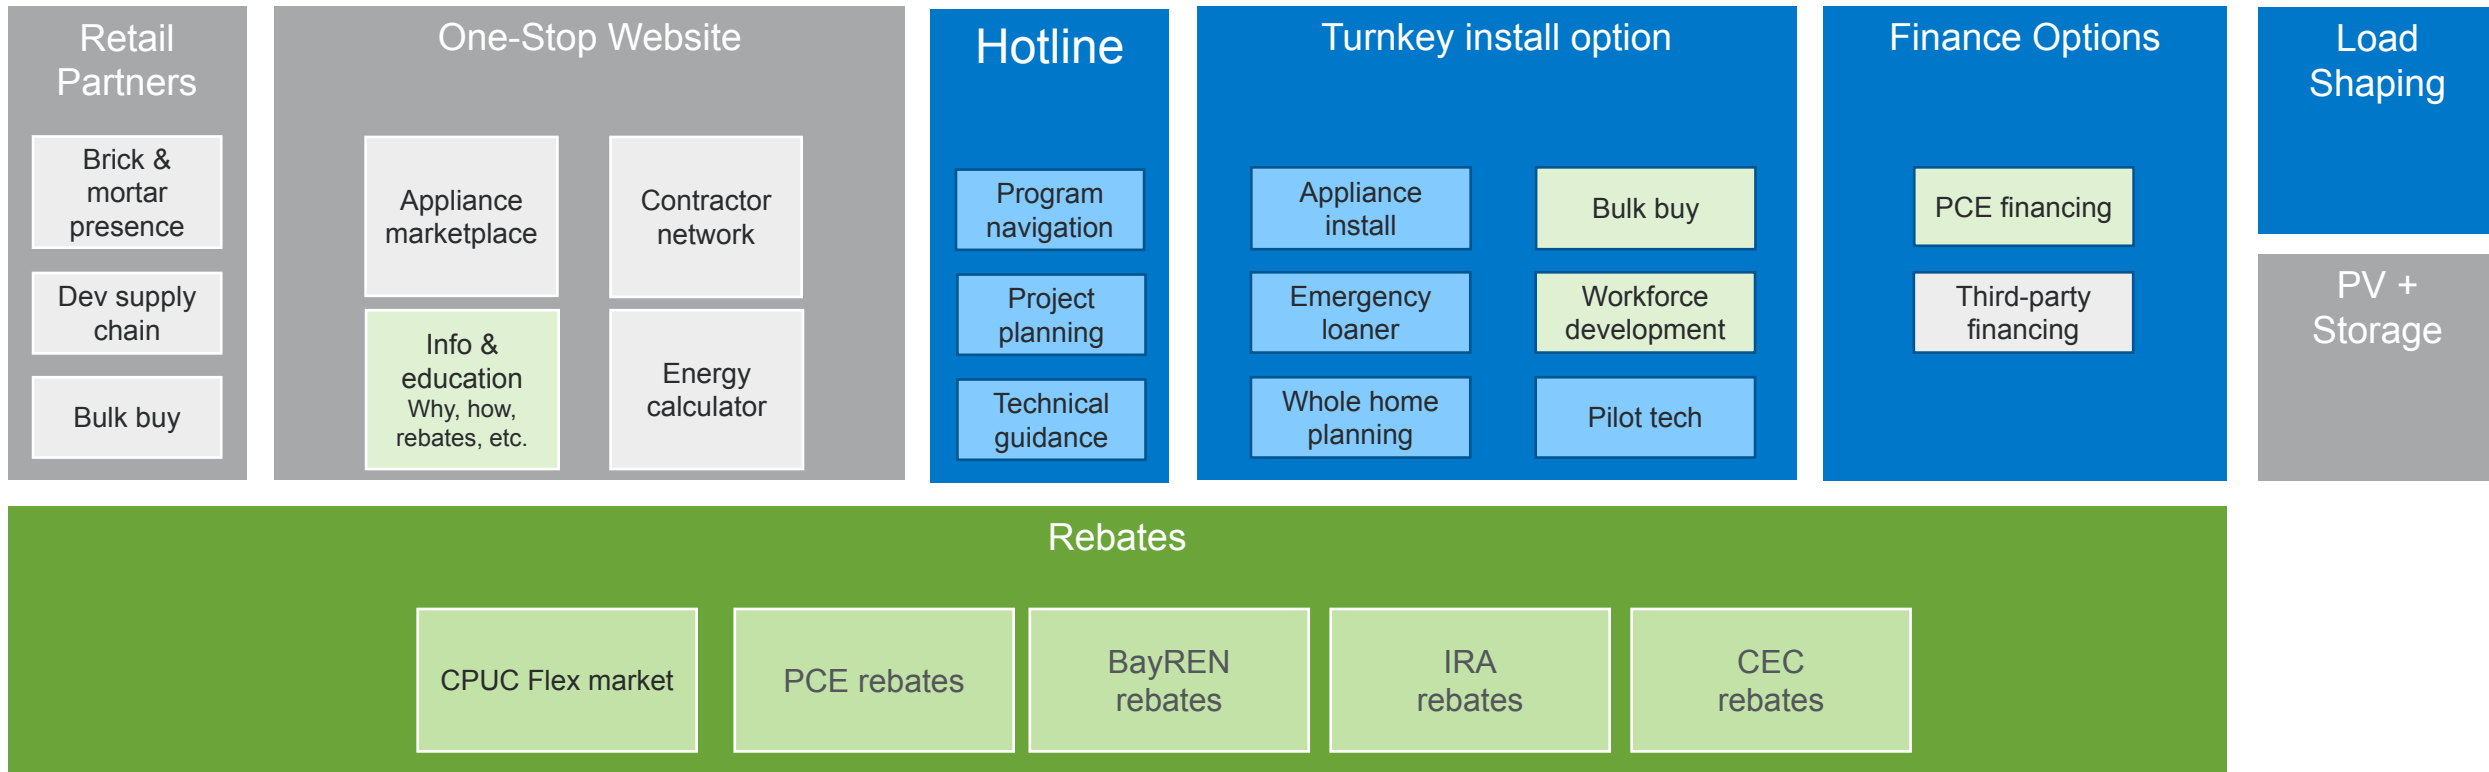 Retail
Partners
Brick &
mortar
presence
Dev supply
chain
Bulk buy
One-Stop Website
Appliance
marketplace
Contractor
network
Info &
education
Why, how,
rebates, etc.
Energy
calculator
Hotline
Program
navigation
Project
planning
Technical
guidance
Turnkey install option
Appliance
install
Bulk buy
Emergency
loaner
Workforce
development
Whole home
planning
Pilot tech
Finance Options
PCE financing
Third-party
financing
Load
Shaping
PV +
Storage
Rebates
CPUC Flex market
PCE rebates
BayREN
rebates
IRA
rebates
CEC
rebates